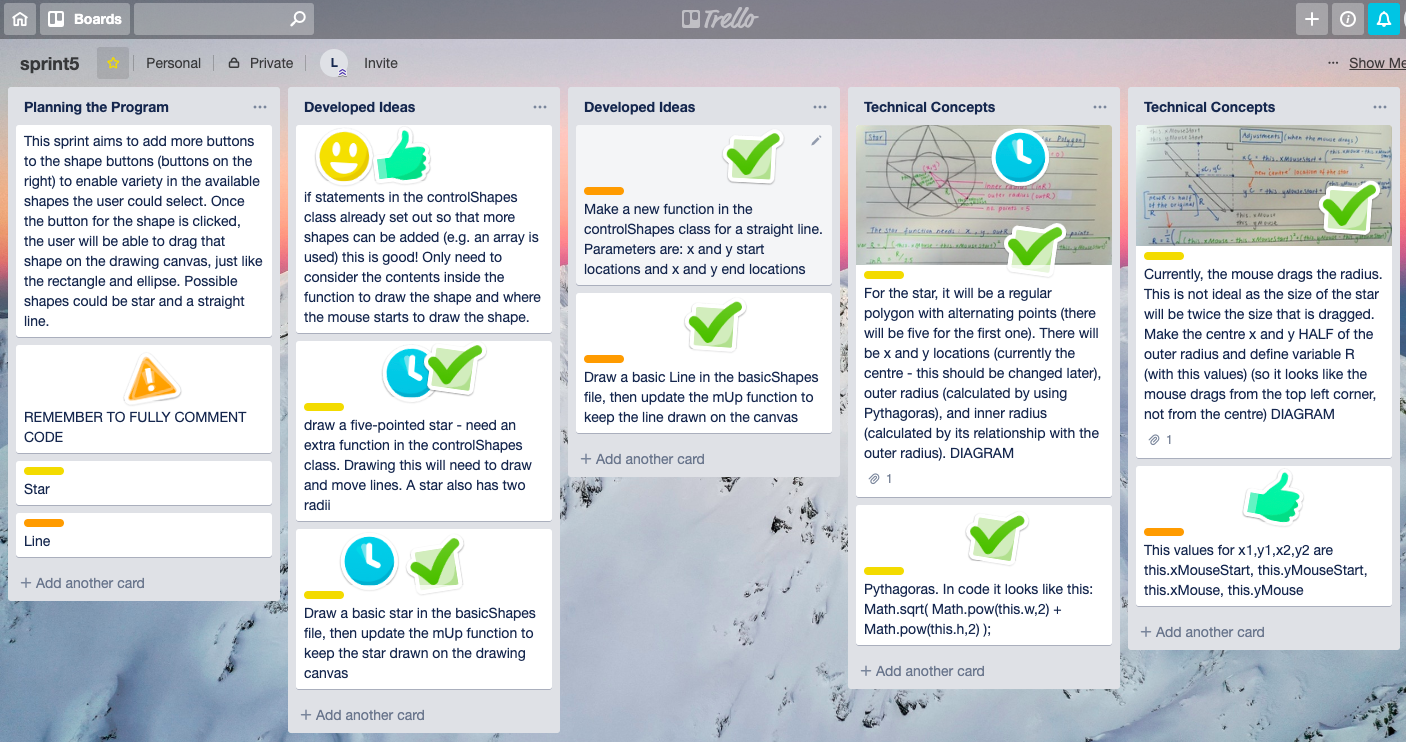 Boards
Trello
sprint5
Personal
Private
L
Invite
... Show Me
Planning the Program
This sprint aims to add more buttons
to the shape buttons (buttons on the
right) to enable variety in the available
shapes the user could select. Once
the button for the shape is clicked,
the user will be able to drag that
shape on the drawing canvas, just like
the rectangle and ellipse. Possible
shapes could be star and a straight
line.
REMEMBER TO FULLY COMMENT
CODE
Star
Line
+ Add another card
Developed Ideas
if statements in the controlShapes
class already set out so that more
shapes can be added (e.g. an array is
used) this is good! Only need to
consider the contents inside the
function to draw the shape and where
the mouse starts to draw the shape.
draw a five-pointed star - need an
extra function in the controlShapes
class. Drawing this will need to draw
and move lines. A star also has two
radii
Draw a basic star in the basicShapes
file, then update the mUp function to
keep the star drawn on the drawing
canvas
+ Add another card
Developed Ideas
Make a new function in the
controlShapes class for a straight line.
Parameters are: x and y start
locations and x and y end locations
Draw a basic Line in the basicShapes
file, then update the mUp function to
keep the line drawn on the canvas
+ Add another card
Technical Concepts
Star
Polygon
inner radius (inR)
outer radius (outR)
The star function needs: x, y, outR
For the star, it will be a regular
polygon with alternating points (there
will be five for the first one). There will
be x and y locations (currently the
centre - this should be changed later),
outer radius (calculated by using
Pythagoras), and inner radius
(calculated by its relationship with the
outer radius). DIAGRAM
1
Pythagoras. In code it looks like this:
Math.sqrt( Math.pow(this.w,2) +
Math.pow(this.h,2) );
+ Add another card
Technical Concepts
this.yMouseStart
Adjustments (when the mouse drags)
new 'centre' location of the star
this.xMouse
this.yMouse
Currently, the mouse drags the radius.
This is not ideal as the size of the star
will be twice the size that is dragged.
Make the centre x and y HALF of the
outer radius and define variable R
(with this values) (so it looks like the
mouse drags from the top left corner,
not from the centre) DIAGRAM
1
This values for x1,y1,x2,y2 are
this.xMouseStart, this.yMouseStart,
this.xMouse, this.yMouse
+ Add another card